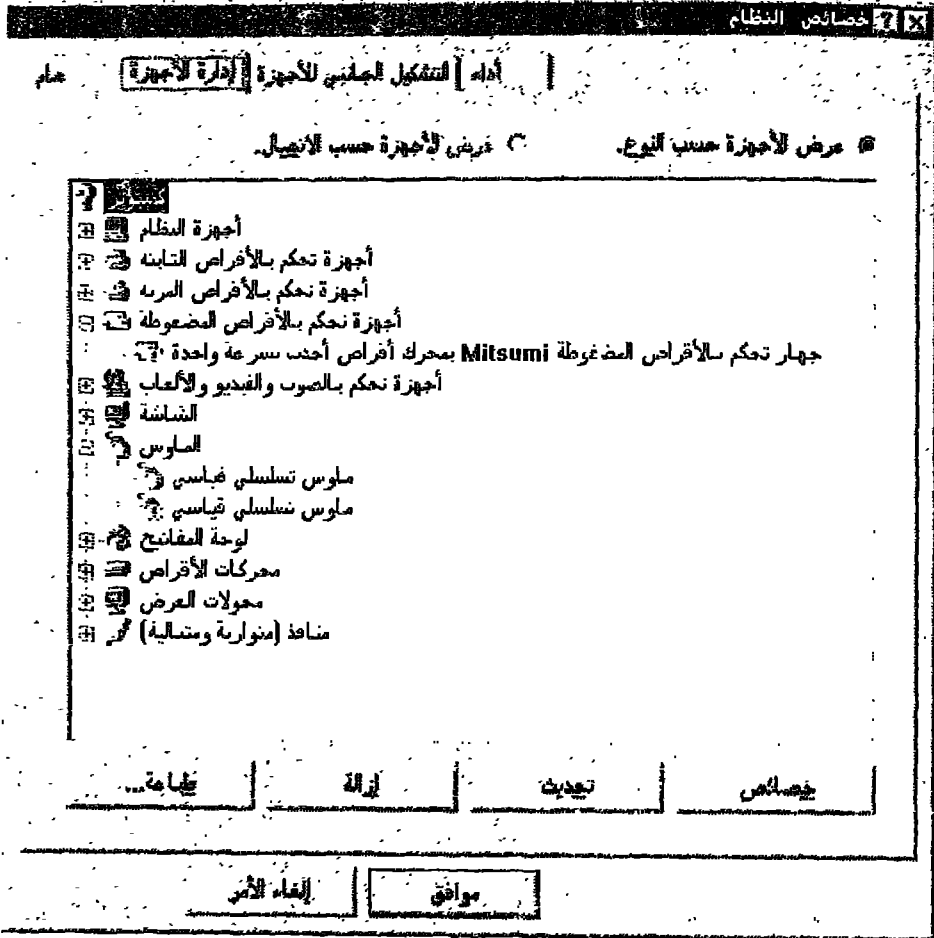 خصائص النظام
عام إدارة الأجهزة التشكيل الجانبي للأجهزة أداء
عرض الأجهزة حسب النوع. عرض الأجهزة حسب الاتصال.
كمبيوتر
أجهزة النظام
أجهزة تحكم بالأقراص الثابتة
أجهزة تحكم بالأقراص المرنة
أجهزة تحكم بالأقراص المضغوطة
جهاز تحكم بالأقراص المضغوطة Mitsumi بمحرك أقراص أحدب بسرعة واحدة
أجهزة تحكم بالصوت والفيديو والألعاب
الشاشة
الماوس
ماوس تسلسلي قياسي
ماوس تسلسلي قياسي
لوحة المفاتيح
محركات الأقراص
محولات العرض
منافذ (متوازية ومتتالية)
خصائص تحديث إزالة طباعة...
موافق إلغاء الأمر